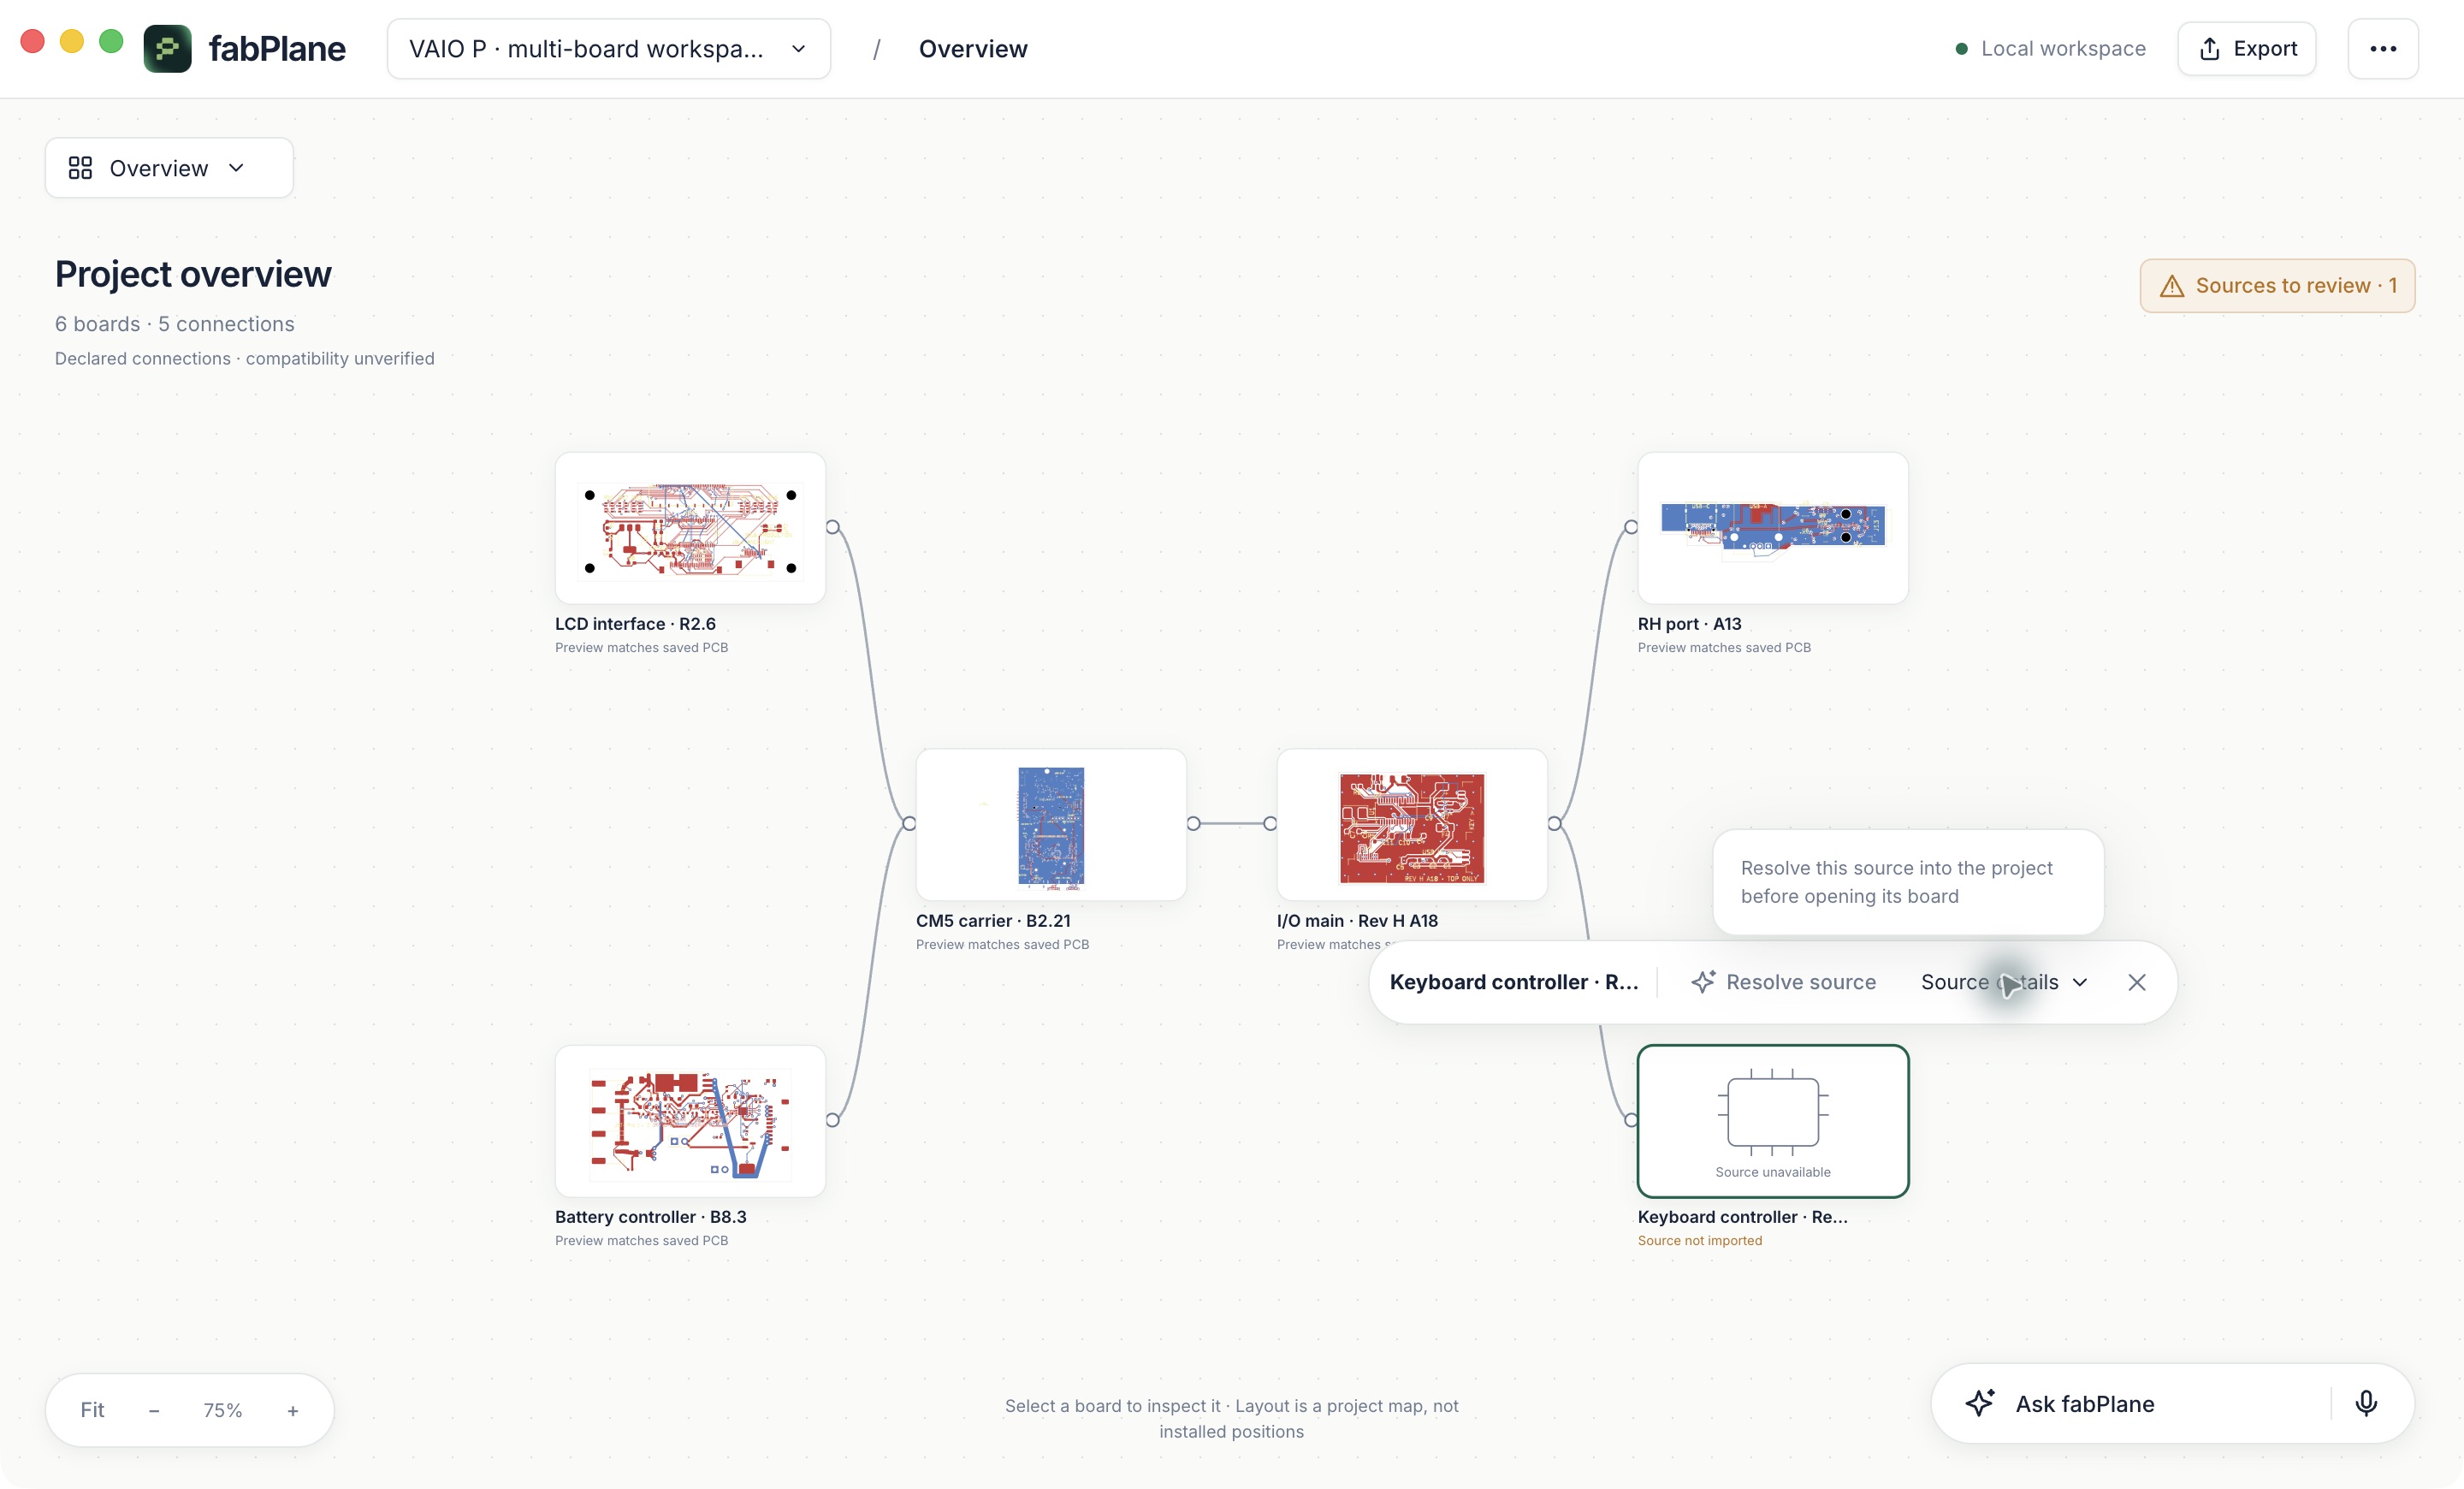 fabPlane
VAIO P · multi-board workspa...
/
Overview
Local workspace
Export
Overview
Project overview
6 boards · 5 connections
Declared connections · compatibility unverified
Sources to review · 1
LCD interface · R2.6
Preview matches saved PCB
RH port · A13
Preview matches saved PCB
CM5 carrier · B2.21
Preview matches saved PCB
REV H A18 · TOP ONLY
I/O main · Rev H A18
Preview matches
Resolve this source into the project
before opening its board
Keyboard controller · R...
Resolve source
Source
Source unavailable
Keyboard controller · Re...
Source not imported
Battery controller · B8.3
Preview matches saved PCB
Fit
−
75%
+
Select a board to inspect it · Layout is a project map, not
installed positions
Ask fabPlane